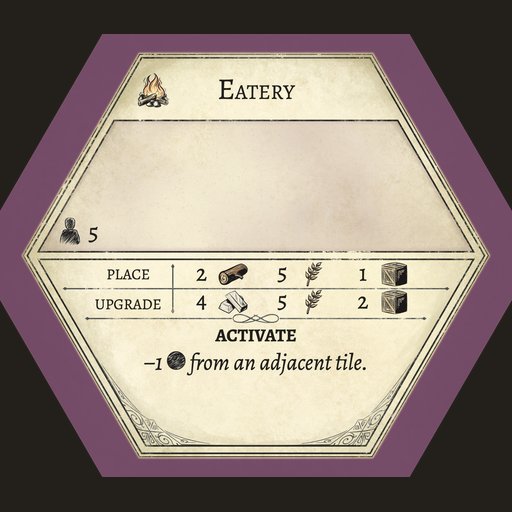 Eatery
5
PLACE 2 5 1
UPGRADE 4 5 2
ACTIVATE
–1 from an adjacent tile.